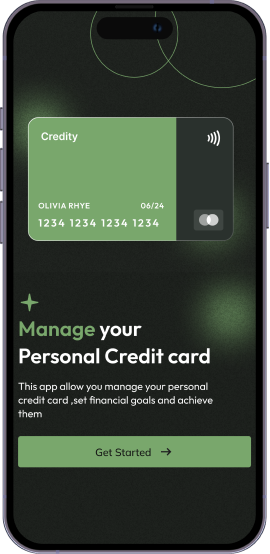 Credity
OLIVIA RHYE 06/24
1234 1234 1234 1234
Manage your
Personal Credit card
This app allow you manage your personal
credit card ,set financial goals and achieve
them
Get Started →